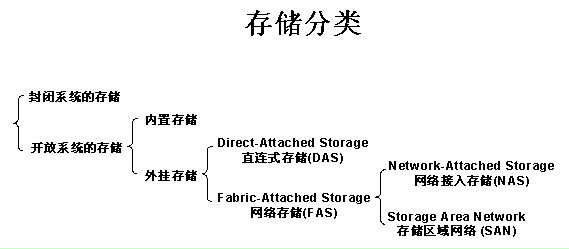 存储分类
封闭系统的存储
开放系统的存储
内置存储
外挂存储
Direct-Attached Storage
直连式存储(DAS)
Fabric-Attached Storage
网络存储(FAS)
Network-Attached Storage
网络接入存储(NAS)
Storage Area Network
存储区域网络 (SAN)